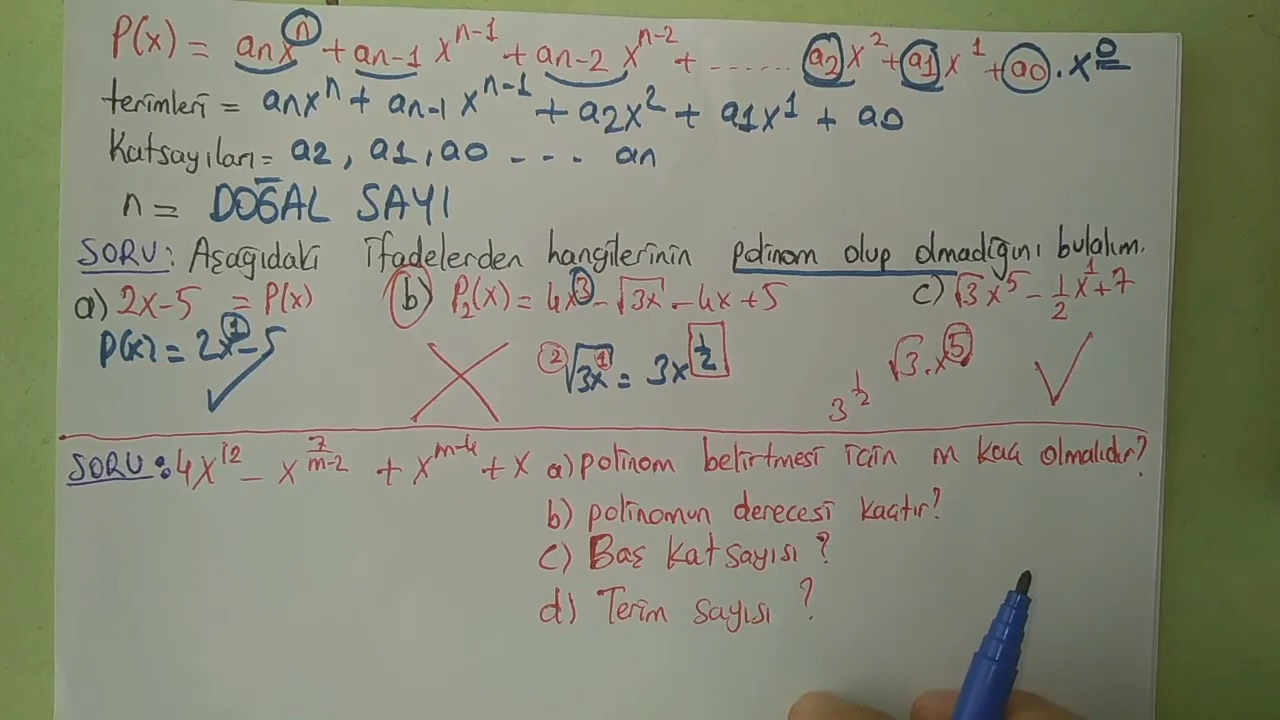 P(x) = anxⁿ + an-1 xⁿ⁻¹ + an-2 xⁿ⁻² + ...... a2x² + a1x¹ + a0 . x⁰
terimleri = anxⁿ + an-1 xⁿ⁻¹ + a2x² + a1x¹ + a0
Katsayıları = a2, a1, a0 ... an
n = DOĞAL SAYI
SORU: Aşağıdaki ifadelerden hangilerinin polinom olup olmadığını bulalım.
a) 2x-5 = P(x) b) P₂(x) = 4x³ - √3x - 4x + 5 c) √3x⁵ - 1/2 x¹ + 7
P(x) = 2x¹ - 5 ²√3x¹ = 3x^1/2 3^1/2 √3.x⁵
SORU: 4x¹² - x^7/m-2 + x^m-4 + x a) polinom belirtmesi için m kaç olmalıdır?
b) polinomun derecesi kaçtır?
c) Baş katsayısı ?
d) Terim sayısı ?